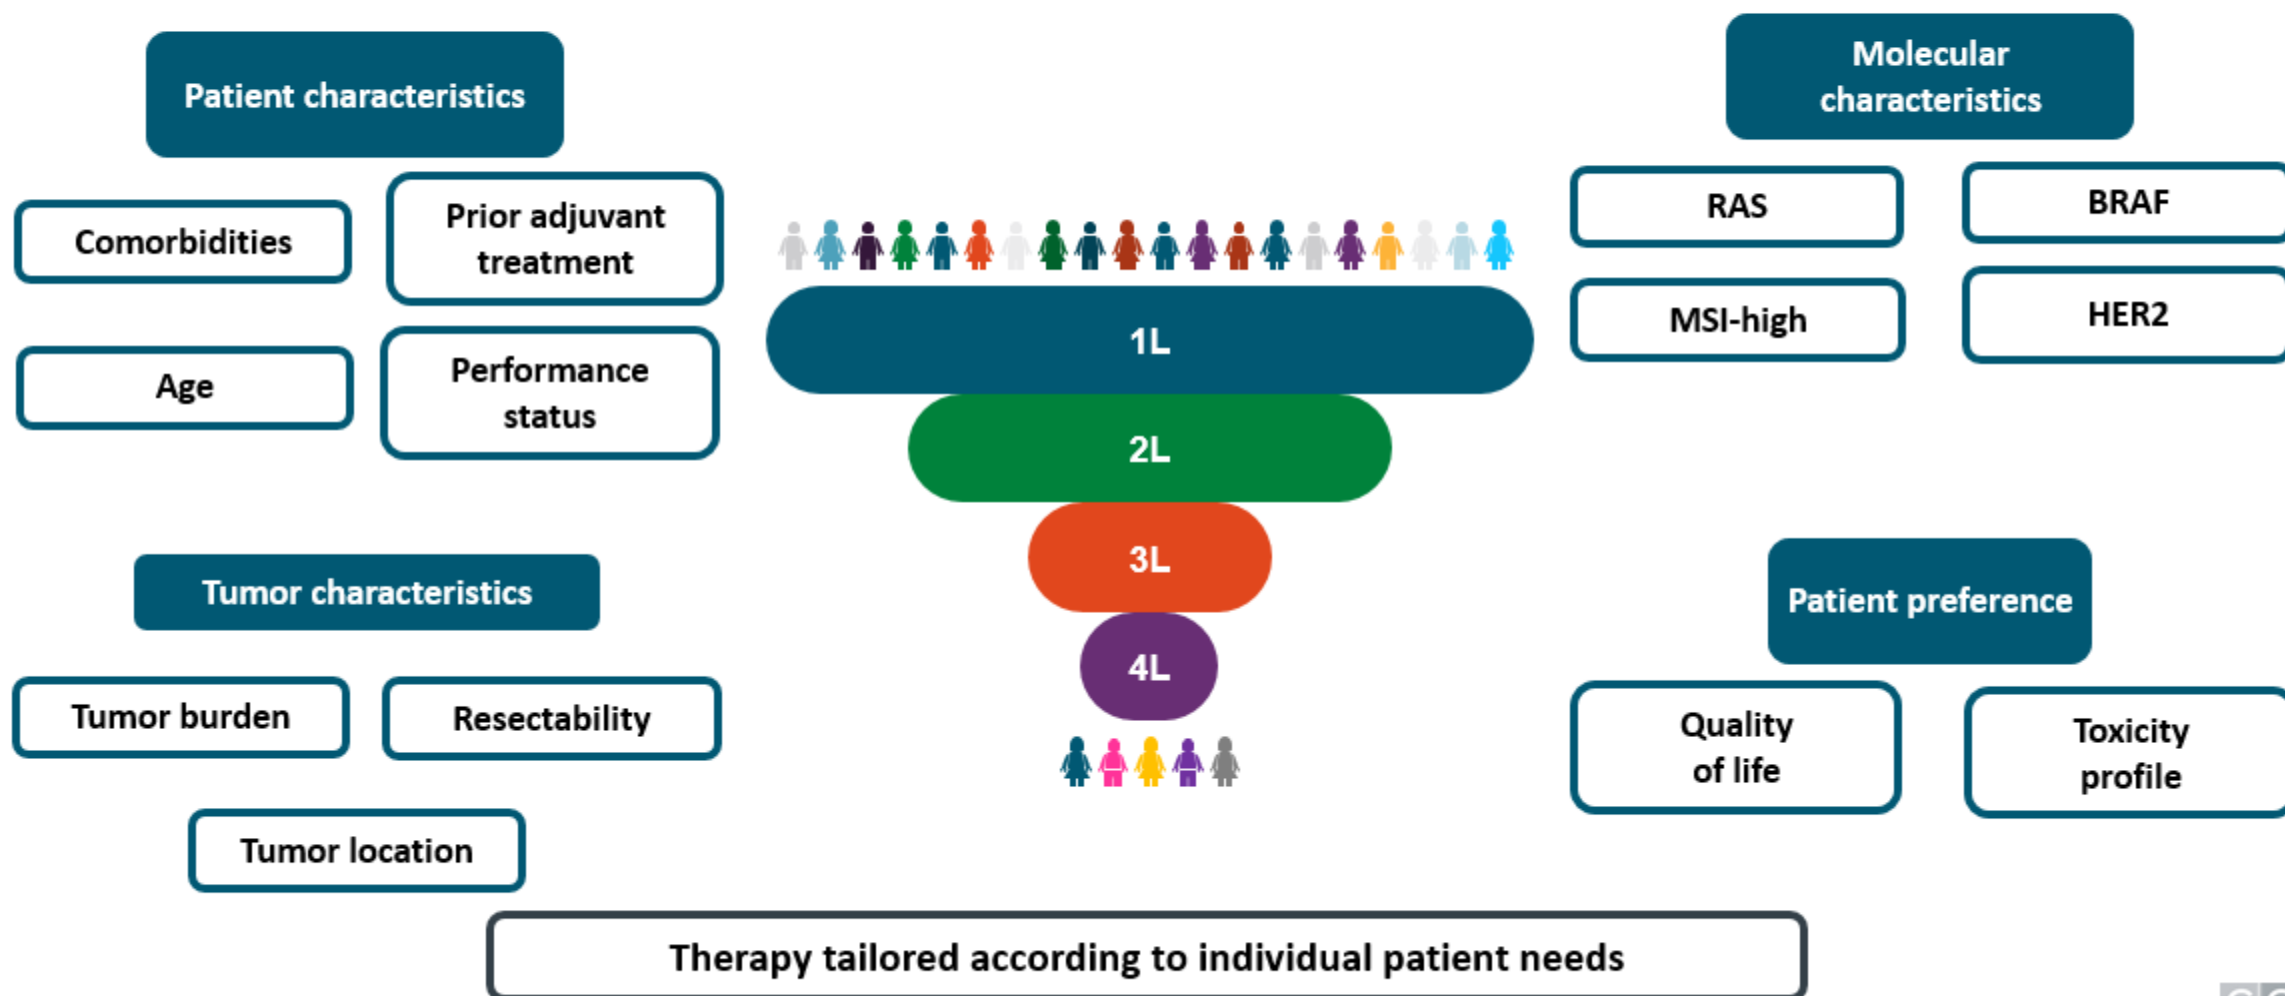 Patient characteristics
Comorbidities
Prior adjuvant
treatment
Age
Performance
status
Tumor characteristics
Tumor burden
Resectability
Tumor location
1L
2L
3L
4L
Molecular
characteristics
RAS
BRAF
MSI-high
HER2
Patient preference
Quality
of life
Toxicity
profile
Therapy tailored according to individual patient needs